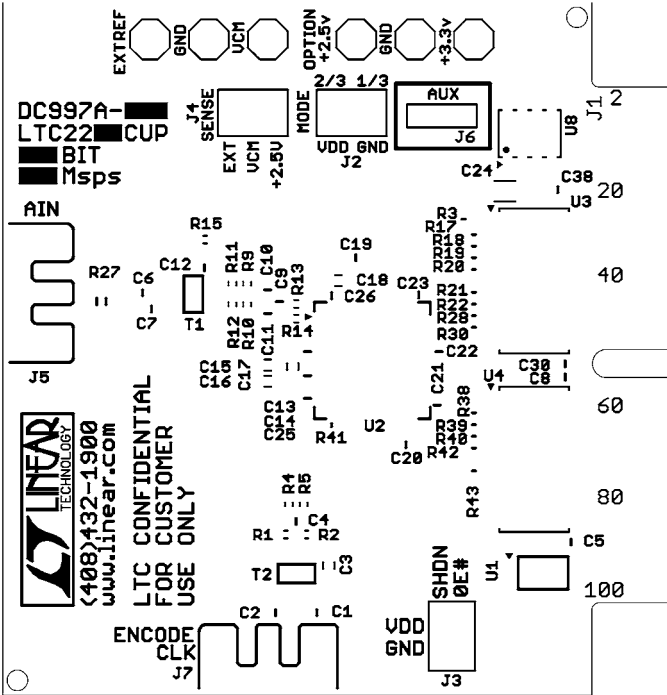 EXTREF
GND
VCM
OPTION
+2.5v
GND
+3.3v
2/3 1/3
AUX
J1 2
DC997A-
LTC22 CUP
BIT
Msps
J4
SENSE
MODE
J6
U8
EXT
VCM
+2.5V
VDD GND
J2
C24
C38
20
U3
AIN
R15
R3
R17
R18
R19
R20
C19
C12
R11
R9
C10
C9
R13
C18
C26
C23
40
R27
C6
C7
T1
R21
R22
R28
R30
R12
R10
R14
C11
C22
J5
C15
C16
C17
C21
C30
C8
U4
60
C13
C14
C25
R41
U2
C20
R38
R39
R40
R42
R43
LINEAR
TECHNOLOGY
(408)432-1900
www.linear.com
LTC CONFIDENTIAL
FOR CUSTOMER
USE ONLY
R4
R5
80
C4
R1
R2
C5
T2
C3
U1
SHDN
OE#
100
C2
C1
ENCODE
CLK
J7
VDD
GND
J3